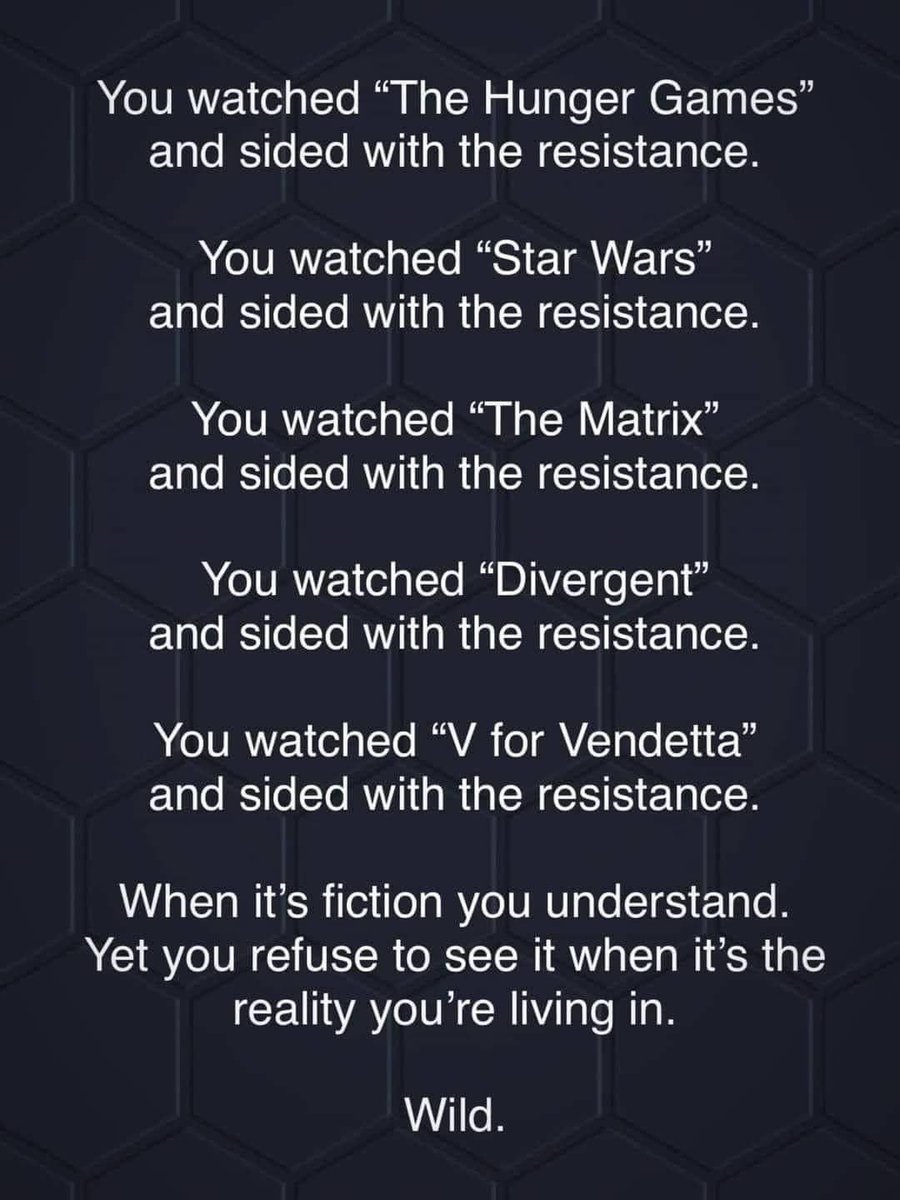 You watched “The Hunger Games”
and sided with the resistance.
You watched “Star Wars”
and sided with the resistance.
You watched “The Matrix”
and sided with the resistance.
You watched “Divergent”
and sided with the resistance.
You watched “V for Vendetta”
and sided with the resistance.
When it’s fiction you understand.
Yet you refuse to see it when it’s the
reality you’re living in.
Wild.